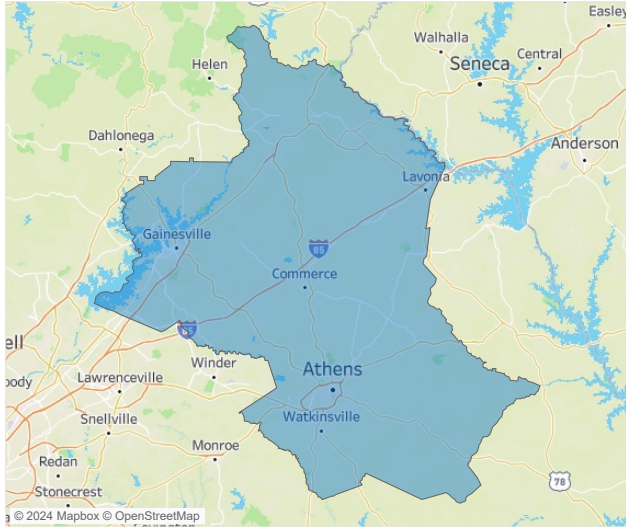 Easley
Walhalla
Central
Helen
Seneca
Dahlonega
Anderson
Lavonia
Gainesville
85
Commerce
85
ell
Winder
Athens
oody
Lawrenceville
Snellville
Watkinsville
Monroe
Redan
78
Stonecrest
© 2024 Mapbox © OpenStreetMap